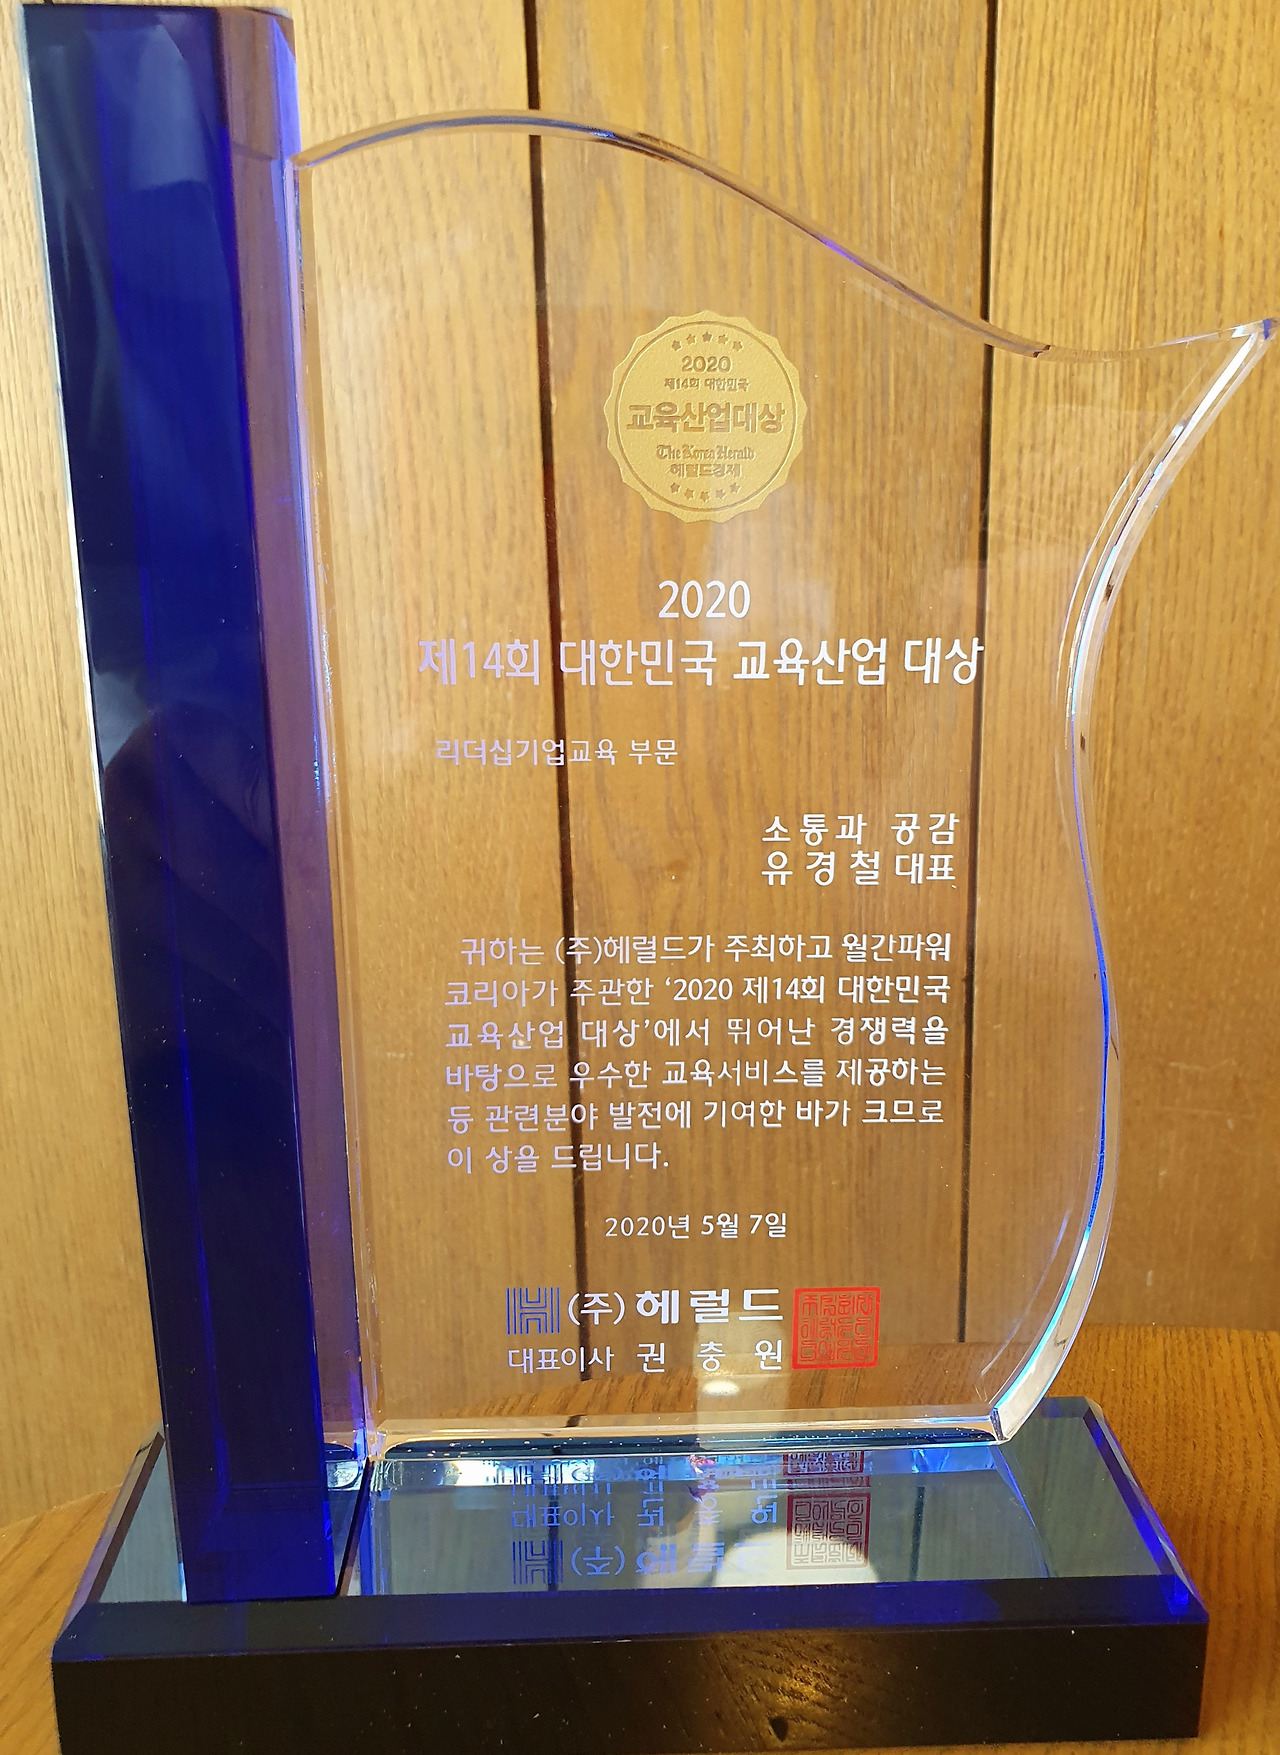 2020
제14회 대한민국
교육산업대상
The Korea Herald
헤럴드경제
2020
제14회 대한민국 교육산업 대상
리더십기업교육 부문
소통과 공감
유경철 대표
귀하는 (주)헤럴드가 주최하고 월간파워
코리아가 주관한 ‘2020 제14회 대한민국
교육산업 대상’에서 뛰어난 경쟁력을
바탕으로 우수한 교육서비스를 제공하는
등 관련분야 발전에 기여한 바가 크므로
이 상을 드립니다.
2020년 5월 7일
(주)헤럴드
대표이사 권 충 원